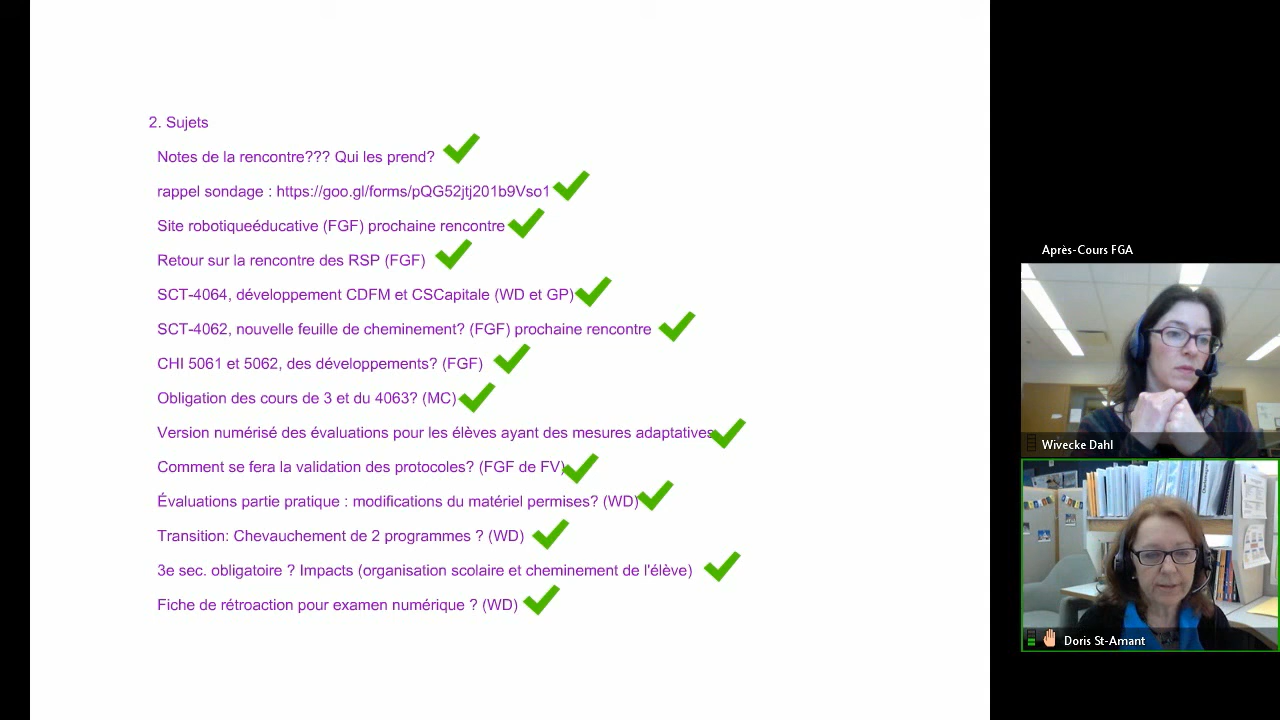 2. Sujets
Notes de la rencontre??? Qui les prend?
rappel sondage : https://goo.gl/forms/pQG52jtj201b9Vso1
Site robotiqueéducative (FGF) prochaine rencontre
Retour sur la rencontre des RSP (FGF)
SCT-4064, développement CDFM et CSCapitale (WD et GP)
SCT-4062, nouvelle feuille de cheminement? (FGF) prochaine rencontre
CHI 5061 et 5062, des développements? (FGF)
Obligation des cours de 3 et du 4063? (MC)
Version numérisé des évaluations pour les élèves ayant des mesures adaptatives
Comment se fera la validation des protocoles? (FGF de FV)
Évaluations partie pratique : modifications du matériel permises? (WD)
Transition: Chevauchement de 2 programmes ? (WD)
3e sec. obligatoire ? Impacts (organisation scolaire et cheminement de l'élève)
Fiche de rétroaction pour examen numérique ? (WD)
Après-Cours FGA
Wivecke Dahl
Doris St-Amant